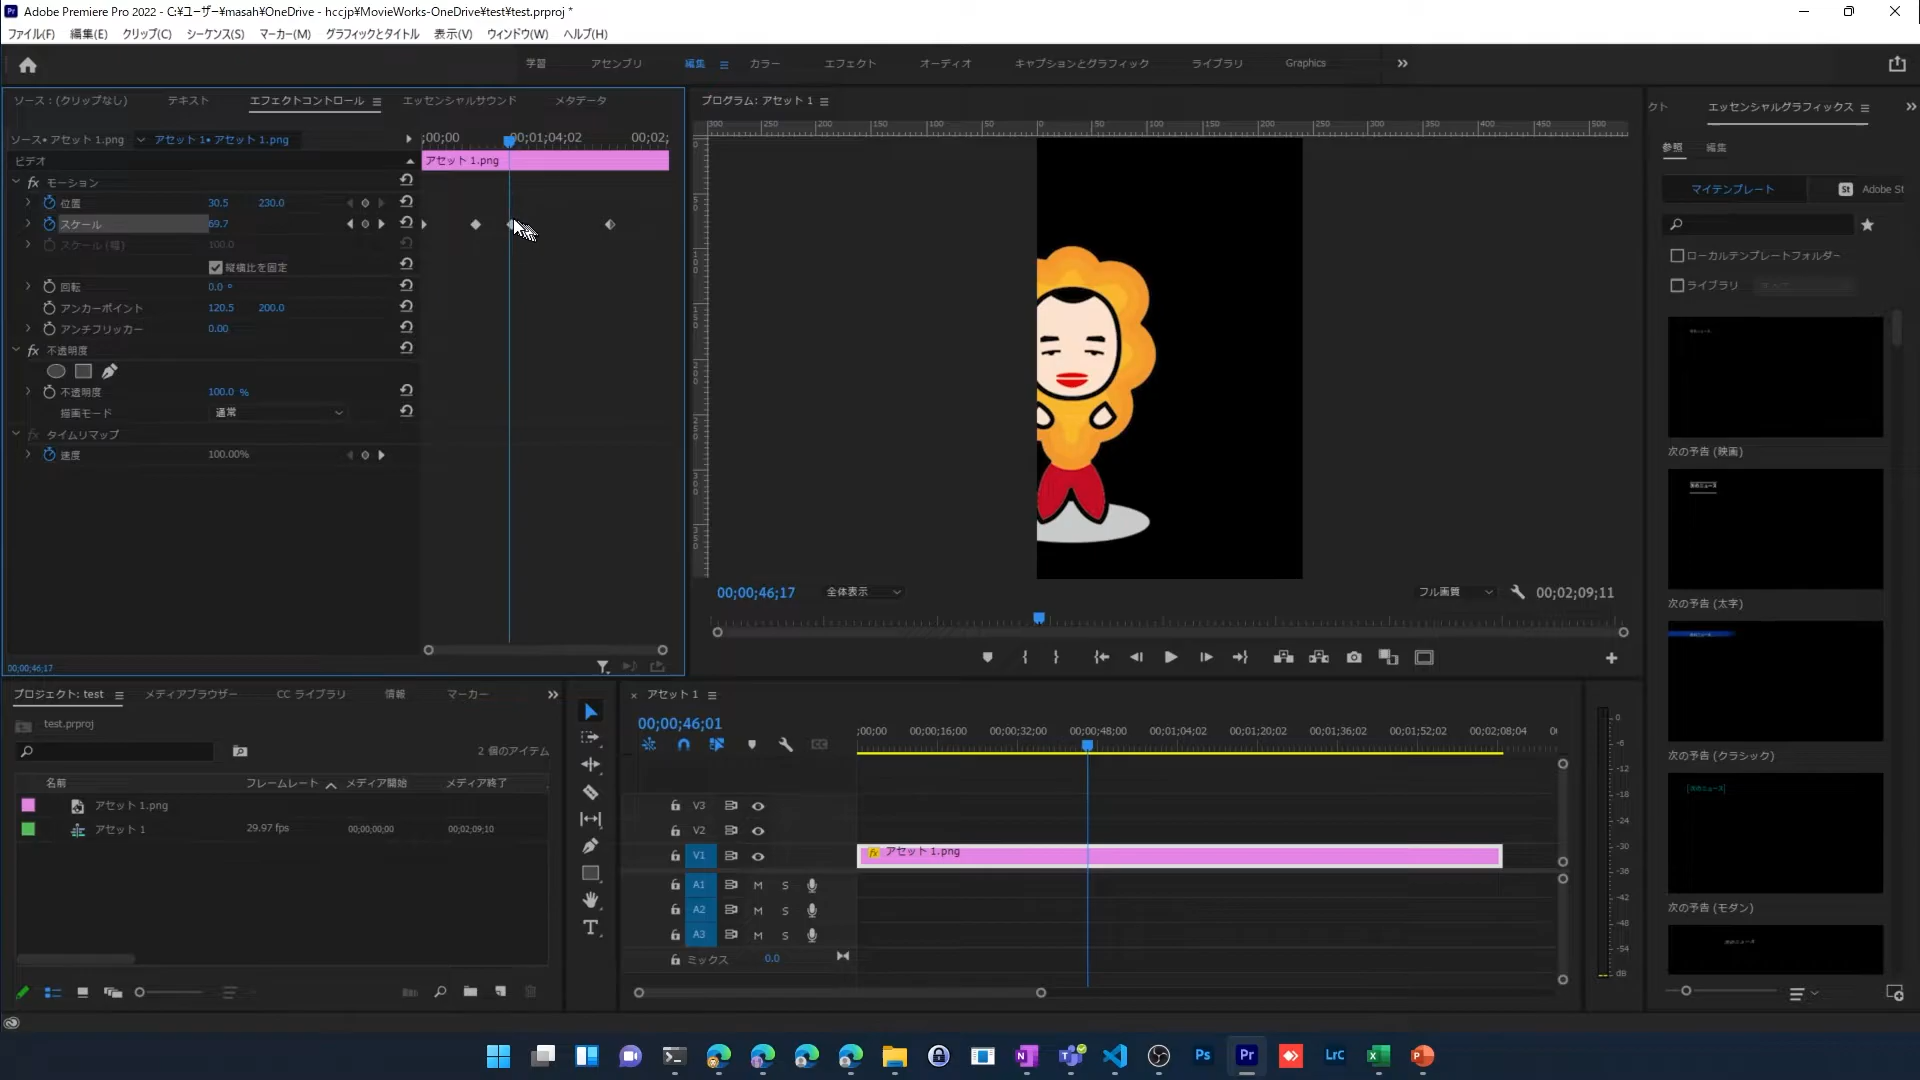 Adobe Premiere Pro 2022 - C:¥ユーザー¥masah¥OneDrive - hccjp¥MovieWorks-OneDrive¥test¥test.prproj *
ファイル(F) 編集(E) クリップ(C) シーケンス(S) マーカー(M) グラフィックとタイトル 表示(V) ウィンドウ(W) ヘルプ(H)
学習 アセンブリ 編集 カラー エフェクト オーディオ キャプションとグラフィック ライブラリ Graphics
ソース : (クリップなし) テキスト エフェクトコントロール エッセンシャルサウンド メタデータ
ソース• アセット 1.png アセット 1• アセット 1.png
;00;00 00;01;04;02 00;02;
ビデオ
アセット 1.png
fx モーション
位置 30.5 230.0
スケール 69.7
スケール (幅) 100.0
縦横比を固定
回転 0.0 °
アンカーポイント 120.5 200.0
アンチフリッカー 0.00
fx 不透明度
不透明度 100.0 %
描画モード 通常
fx タイムリマップ
速度 100.00%
00;00;46;17
プログラム: アセット 1
300 250 200 150 100 50 0 50 100 150 200 250 300 350 400 450 500
00;00;46;17 全体表示 フル画質 00;02;09;11
クト エッセンシャルグラフィックス
参照 編集
マイテンプレート St Adobe St
ローカルテンプレートフォルダー
ライブラリ
次の予告 (映画)
次の予告 (太字)
次の予告 (クラシック)
次の予告 (モダン)
プロジェクト: test メディアブラウザー CC ライブラリ 情報 マーカー
test.prproj
2 個のアイテム
名前 フレームレート メディア開始 メディア終了
アセット 1.png
アセット 1 29.97 fps 00;00;00;00 00;02;09;10
× アセット 1
00;00;46;01
;00;00 00;00;16;00 00;00;32;00 00;00;48;00 00;01;04;02 00;01;20;02 00;01;36;02 00;01;52;02 00;02;08;04
V3
V2
V1 fx アセット 1.png
A1 M S
A2 M S
A3 M S
ミックス 0.0
0
-6
-12
-18
-24
-30
-36
-42
-48
-54
dB
Ps Pr LrC